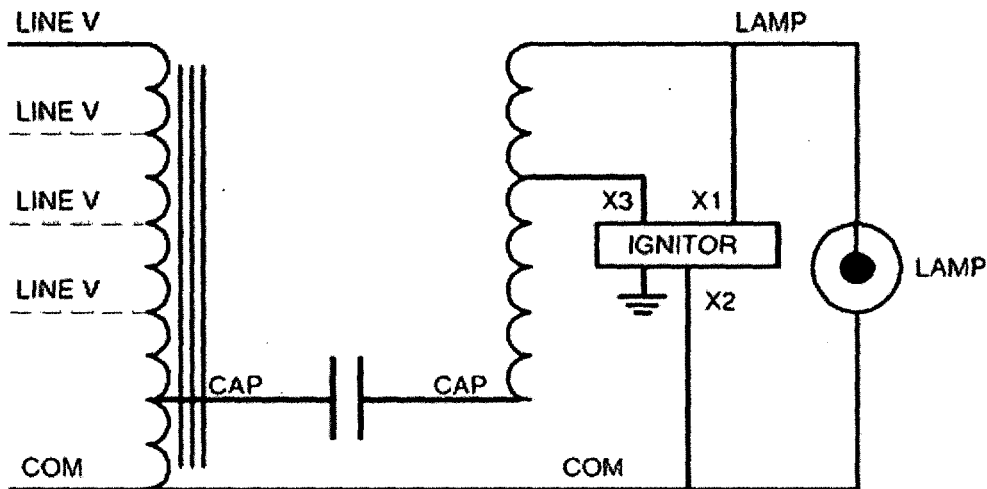 LINE V
LAMP
LINE V
LINE V
X3
X1
IGNITOR
LAMP
LINE V
X2
CAP
CAP
COM
COM